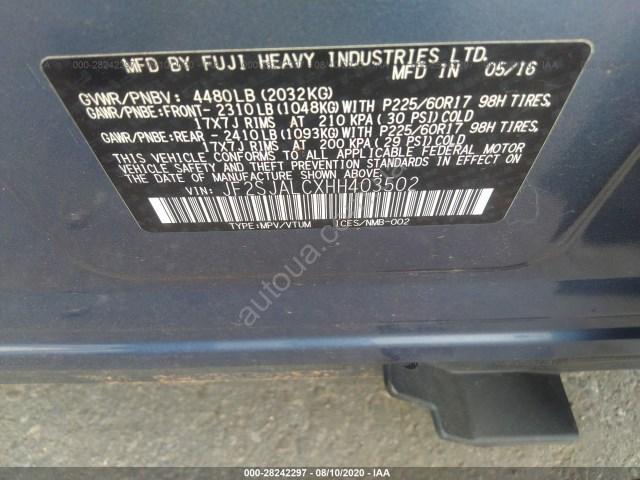 MFD BY FUJI HEAVY INDUSTRIES LTD.
MFD IN 05/16
GVWR/PNBV: 4480LB(2032KG)
GAWR/PNBE:FRONT-2310LB(1048KG)WITH P225/60R17 98H TIRES,
17X7J RIMS AT 210 KPA(30 PSI)COLD
GAWR/PNBE:REAR -2410LB(1093KG)WITH P225/60R17 98H TIRES,
17X7J RIMS AT 200 KPA(29 PSI)COLD
THIS VEHICLE CONFORMS TO ALL APPLICABLE FEDERAL MOTOR
VEHICLE SAFETY AND THEFT PREVENTION STANDARDS IN EFFECT ON
THE DATE OF MANUFACTURE SHOWN ABOVE.
VIN: JF2SJALCXHH403502
TYPE:MPV/VTUM ICES/NMB-002
autoua.com
000-28242297 - 08/10/2020 - IAA